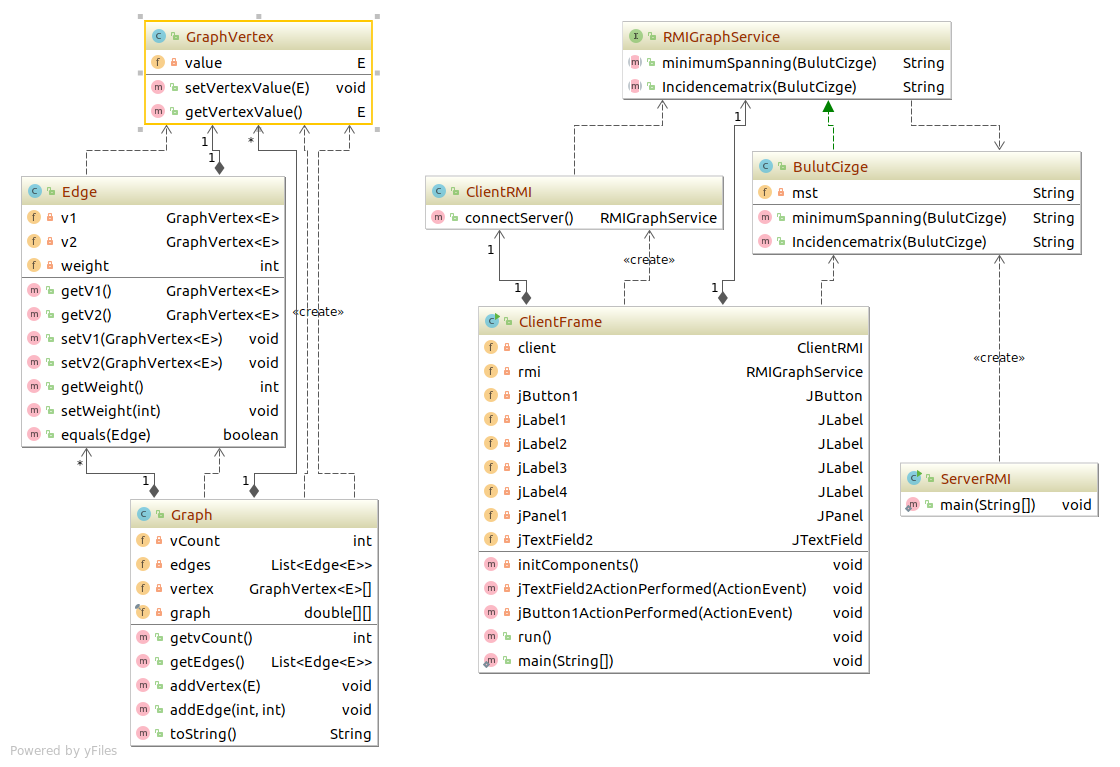 GraphVertex
value E
setVertexValue(E) void
getVertexValue() E
1
1
*
Edge
v1 GraphVertex<E>
v2 GraphVertex<E>
weight int
getV1() GraphVertex<E>
getV2() GraphVertex<E>
setV1(GraphVertex<E>) void
setV2(GraphVertex<E>) void
getWeight() int
setWeight(int) void
equals(Edge) boolean
«create»
*
1
1
Graph
vCount int
edges List<Edge<E>>
vertex GraphVertex<E>[]
graph double[][]
getvCount() int
getEdges() List<Edge<E>>
addVertex(E) void
addEdge(int, int) void
toString() String
RMIGraphService
minimumSpanning(BulutCizge) String
Incidencematrix(BulutCizge) String
1
ClientRMI
connectServer() RMIGraphService
BulutCizge
mst String
minimumSpanning(BulutCizge) String
Incidencematrix(BulutCizge) String
1
«create»
1
1
ClientFrame
client ClientRMI
rmi RMIGraphService
jButton1 JButton
jLabel1 JLabel
jLabel2 JLabel
jLabel3 JLabel
jLabel4 JLabel
jPanel1 JPanel
jTextField2 JTextField
initComponents() void
jTextField2ActionPerformed(ActionEvent) void
jButton1ActionPerformed(ActionEvent) void
run() void
main(String[]) void
«create»
ServerRMI
main(String[]) void
Powered by yFiles